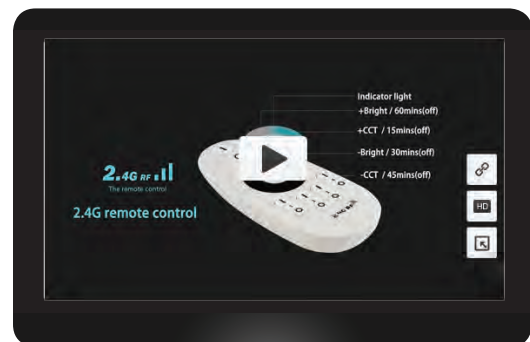 2.4G RF
The remote control
2.4G remote control
Indicator light
+Bright / 60mins(off)
+CCT / 15mins(off)
-Bright / 30mins(off)
-CCT / 45mins(off)
HD